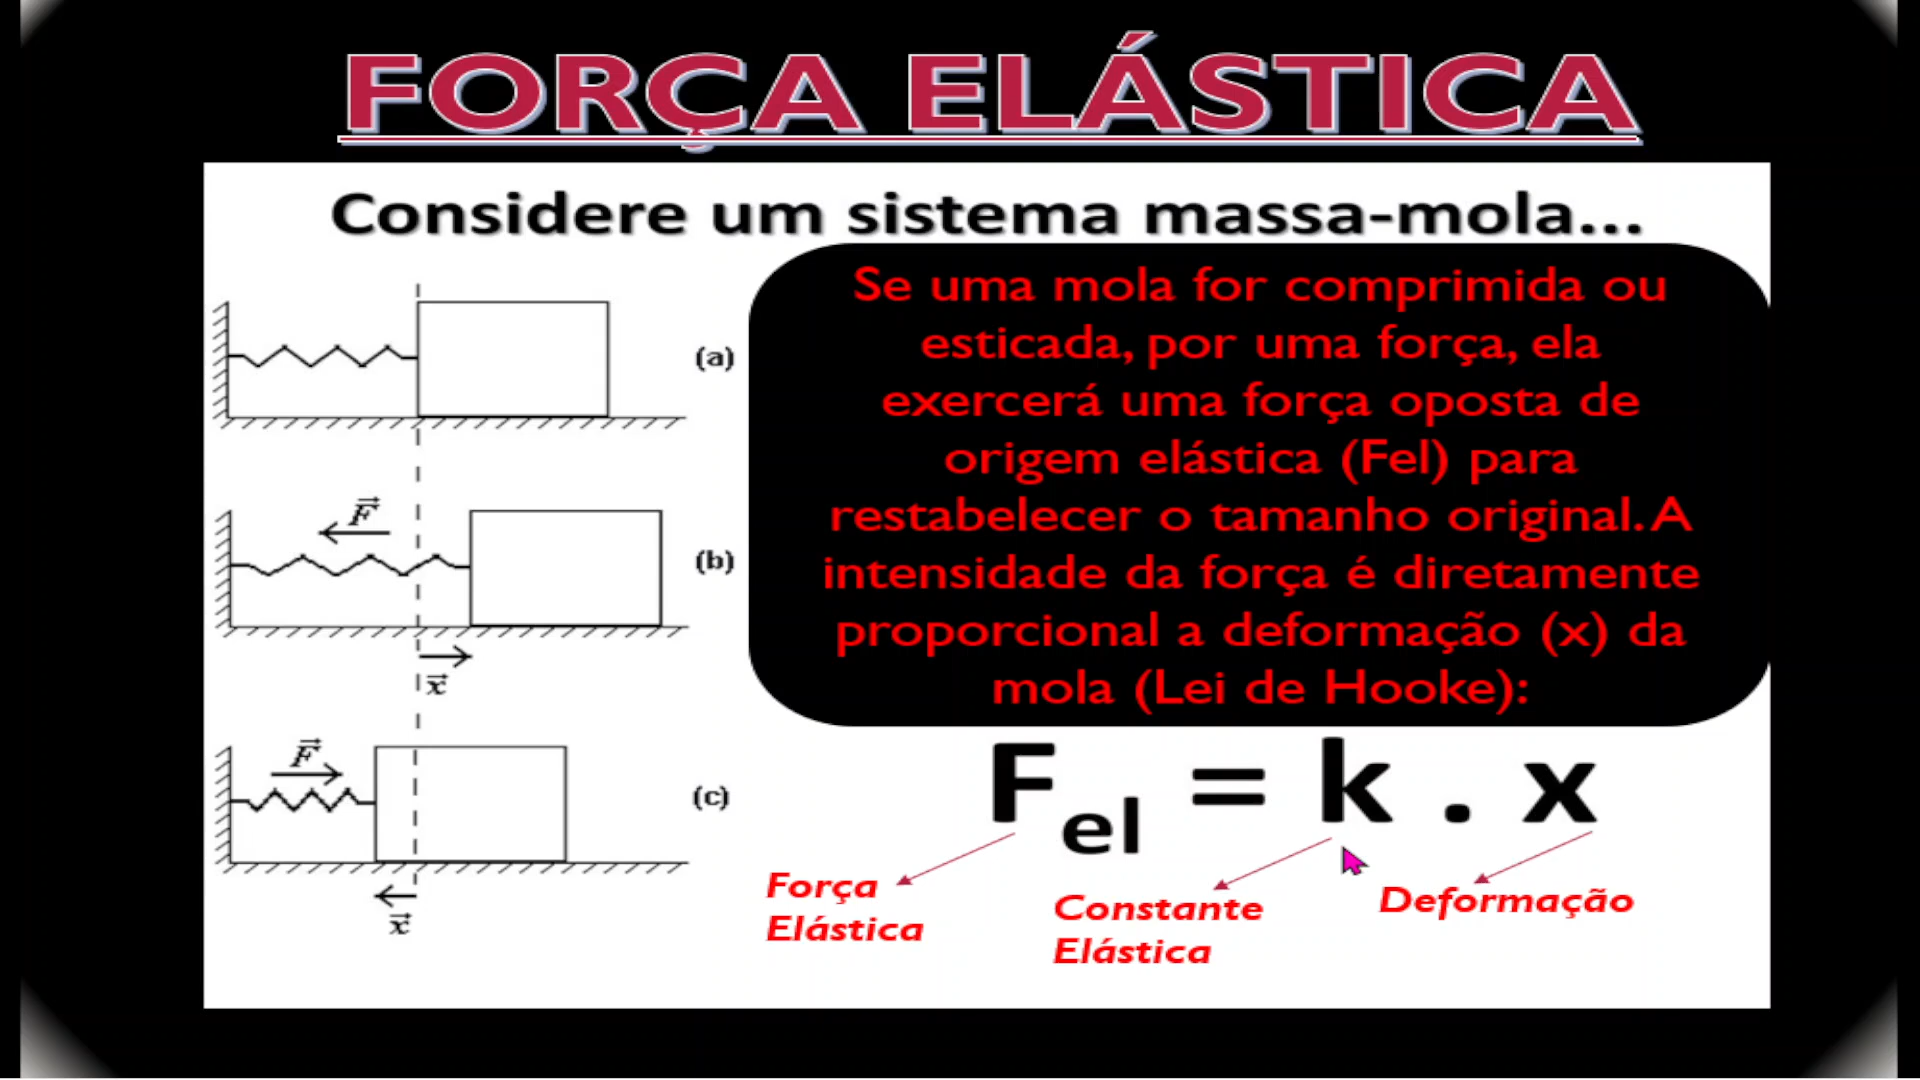 FORÇA ELÁSTICA
Considere um sistema massa-mola...
Se uma mola for comprimida ou
esticada, por uma força, ela
exercerá uma força oposta de
origem elástica (Fel) para
restabelecer o tamanho original. A
intensidade da força é diretamente
proporcional a deformação (x) da
mola (Lei de Hooke):
(a)
F
(b)
x
F
(c)
x
Fel = k . x
Força
Elástica
Constante
Elástica
Deformação